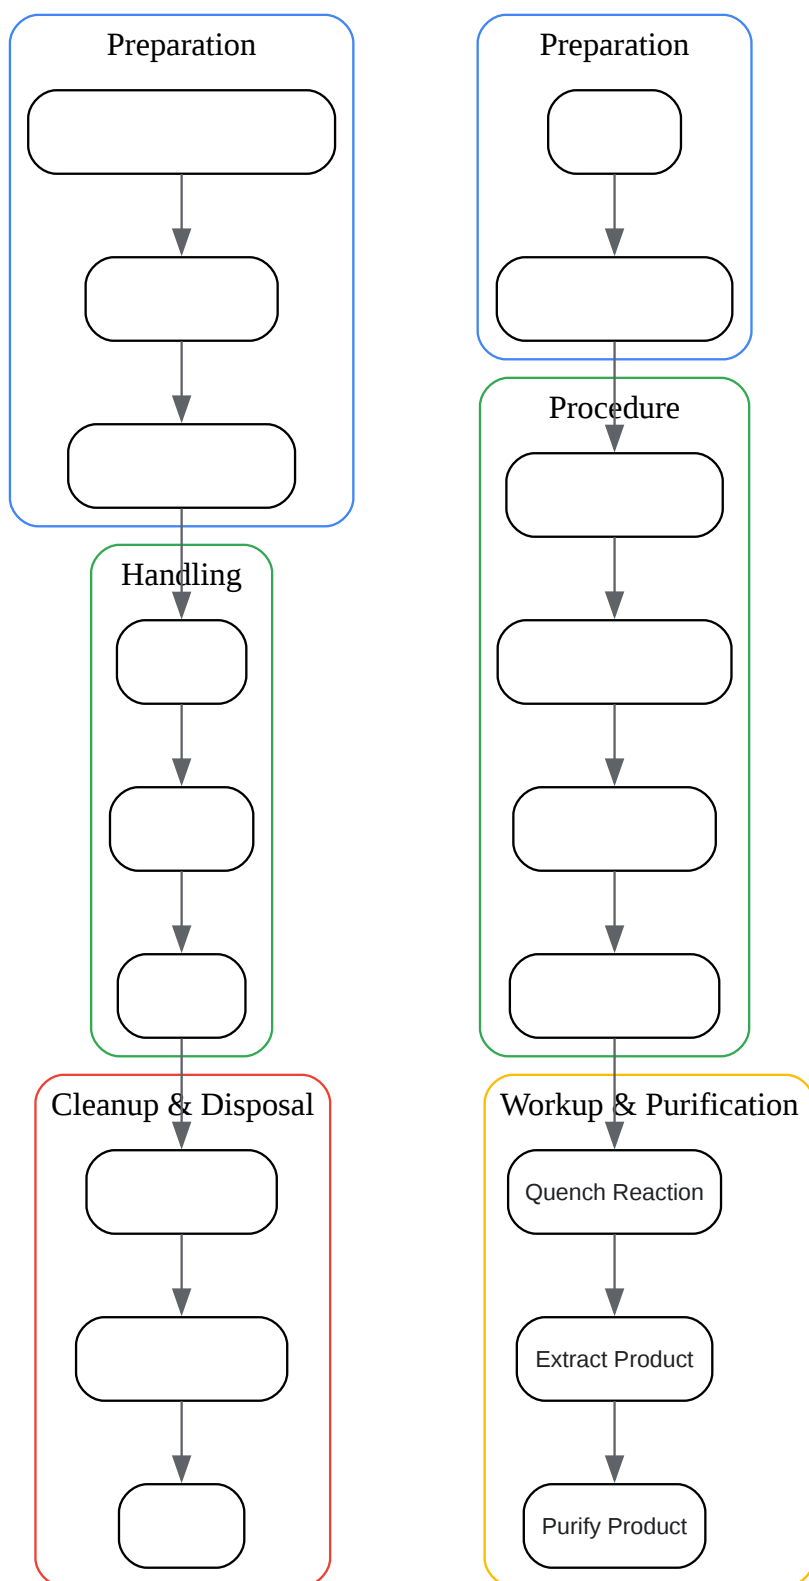 Preparation
Handling
Cleanup & Disposal
Preparation
Procedure
Workup & Purification
Quench Reaction
Extract Product
Purify Product